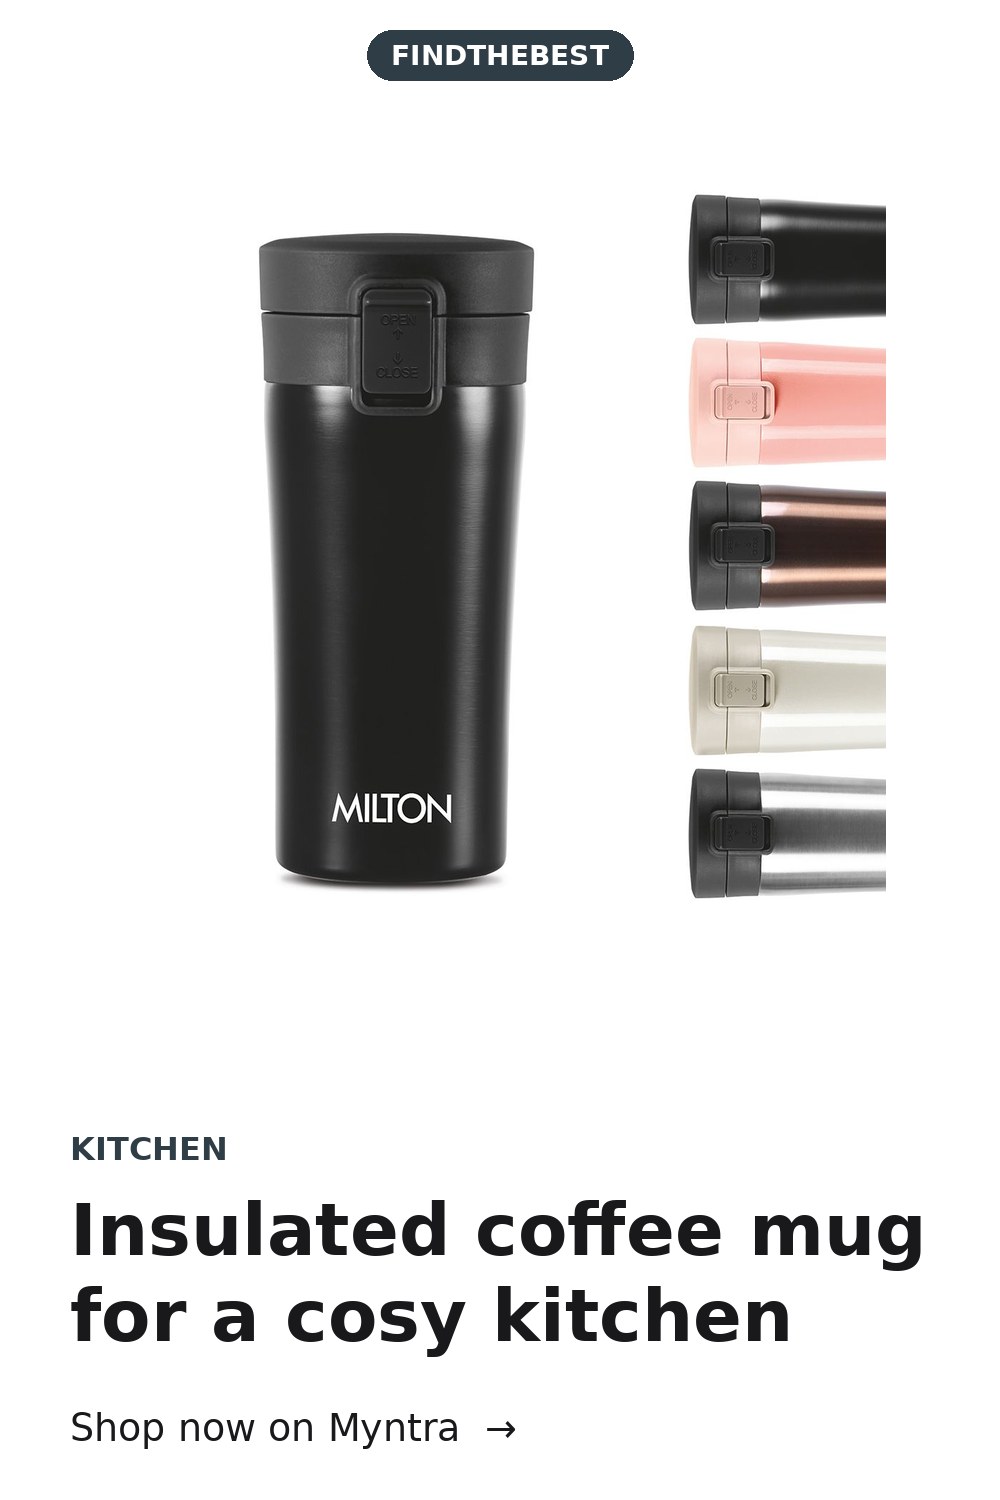 FINDTHEBEST
OPEN
CLOSE
MILTON
KITCHEN
Insulated coffee mug
for a cosy kitchen
Shop now on Myntra →